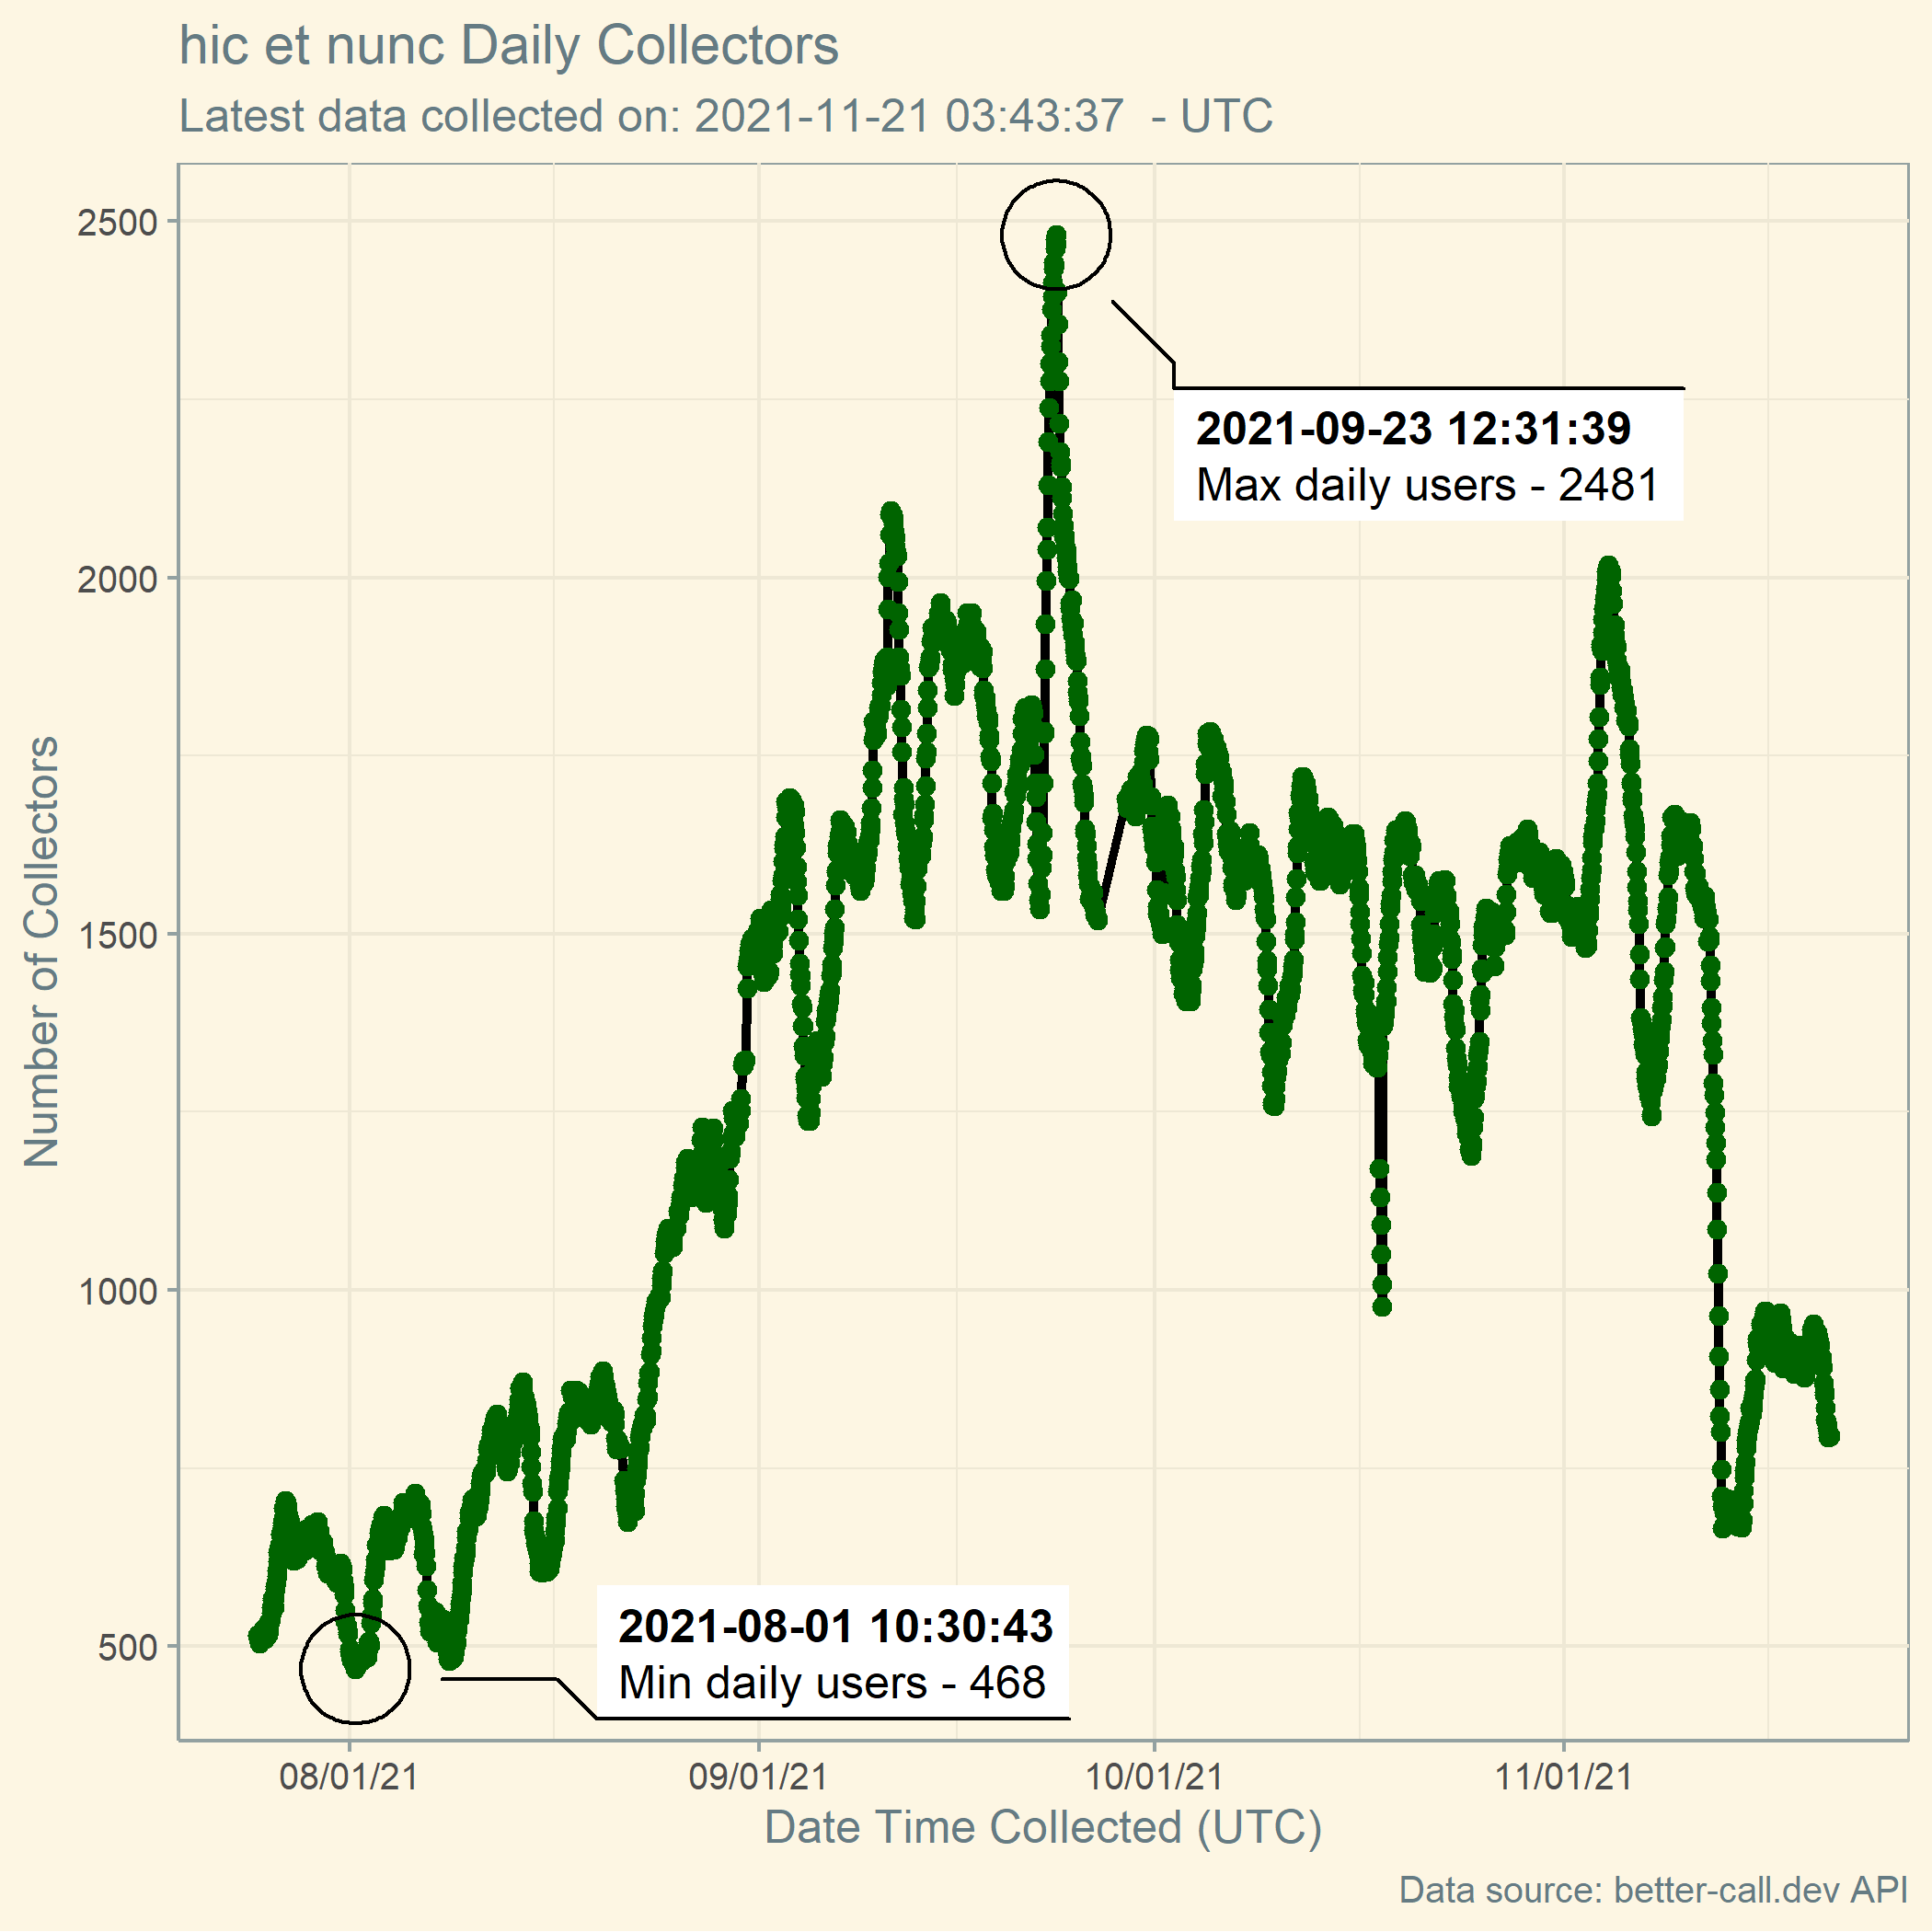 hic et nunc Daily Collectors
Latest data collected on: 2021-11-21 03:43:37  - UTC
Number of Collectors
2500
2000
1500
1000
500
2021-09-23 12:31:39
Max daily users - 2481
2021-08-01 10:30:43
Min daily users - 468
08/01/21 09/01/21 10/01/21 11/01/21
Date Time Collected (UTC)
Data source: better-call.dev API